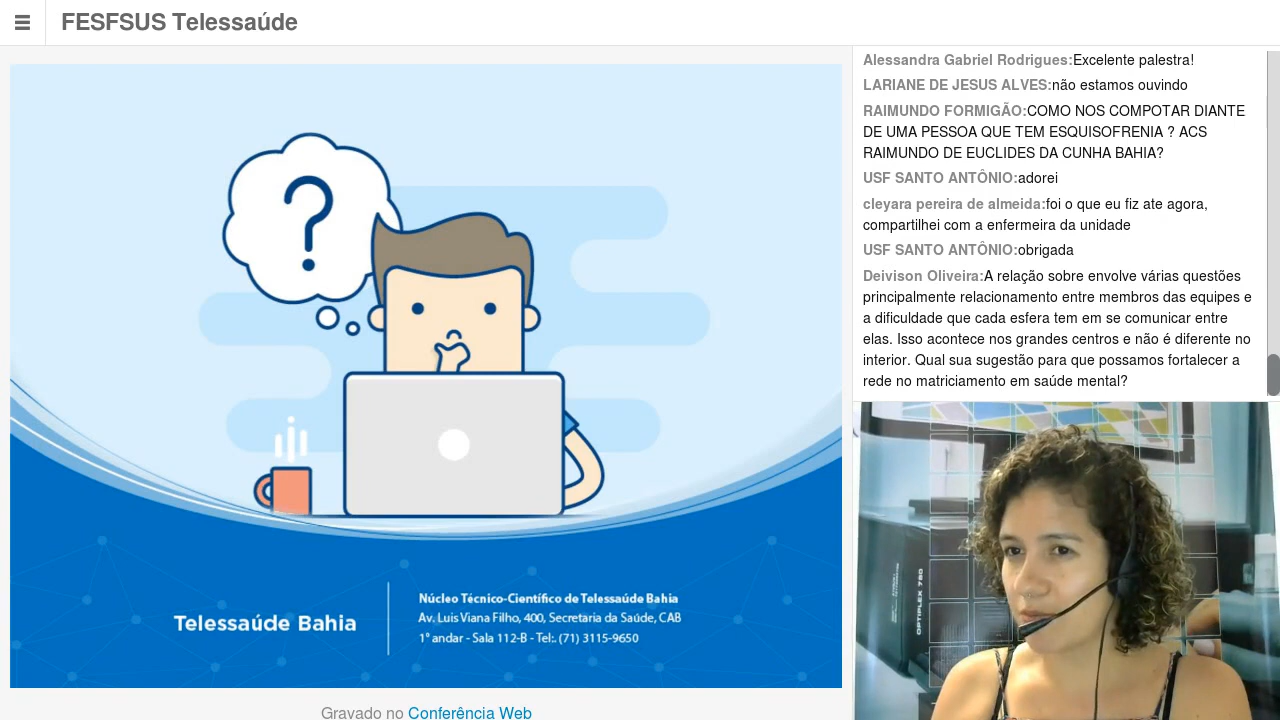 FESFSUS Telessaúde
Alessandra Gabriel Rodrigues:Excelente palestra!
LARIANE DE JESUS ALVES:não estamos ouvindo
RAIMUNDO FORMIGÃO:COMO NOS COMPOTAR DIANTE
DE UMA PESSOA QUE TEM ESQUISOFRENIA ? ACS
RAIMUNDO DE EUCLIDES DA CUNHA BAHIA?
USF SANTO ANTÔNIO:adorei
cleyara pereira de almeida:foi o que eu fiz ate agora,
compartilhei com a enfermeira da unidade
USF SANTO ANTÔNIO:obrigada
Deivison Oliveira:A relação sobre envolve várias questões
principalmente relacionamento entre membros das equipes e
a dificuldade que cada esfera tem em se comunicar entre
elas. Isso acontece nos grandes centros e não é diferente no
interior. Qual sua sugestão para que possamos fortalecer a
rede no matriciamento em saúde mental?
?
Telessaúde Bahia
Núcleo Técnico-Científico de Telessaúde Bahia
Av. Luis Viana Filho, 400, Secretaria da Saúde, CAB
1° andar - Sala 112-B - Tel:. (71) 3115-9650
OPTIPLEX 780
Gravado no Conferência Web